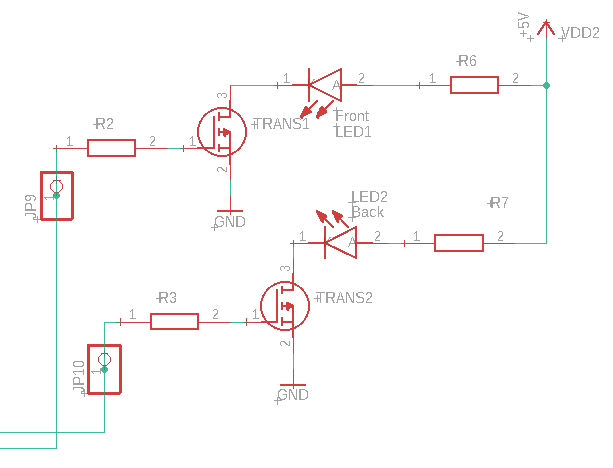 +5V
VDD2
R6
1
2
1
2
3
A
TRANS1
Front
LED1
R2
1
2
1
2
JP9
1
GND
LED2
Back
R7
1
A
2
1
2
3
TRANS2
R3
1
2
1
2
JP10
1
GND